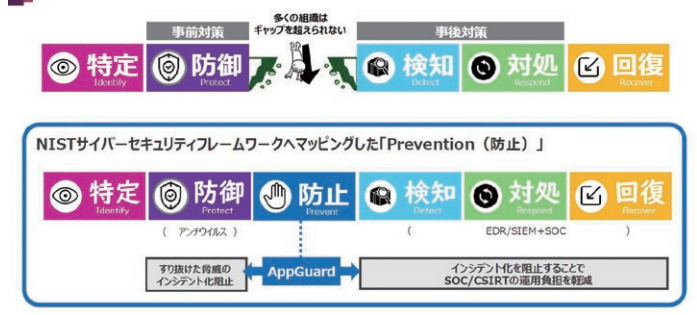 多くの組織は
ギャップを超えられない
事前対策
事後対策
特定
Identify
防御
Protect
検知
Detect
対処
Respond
回復
Recover
NISTサイバーセキュリティフレームワークへマッピングした「Prevention（防止）」
特定
Identify
防御
Protect
防止
Prevent
検知
Detect
対処
Respond
回復
Recover
（ アンチウイルス ）
（ EDR/SIEM+SOC ）
すり抜けた脅威の
インシデント化阻止
AppGuard
インシデント化を阻止することで
SOC/CSIRTの運用負担を軽減